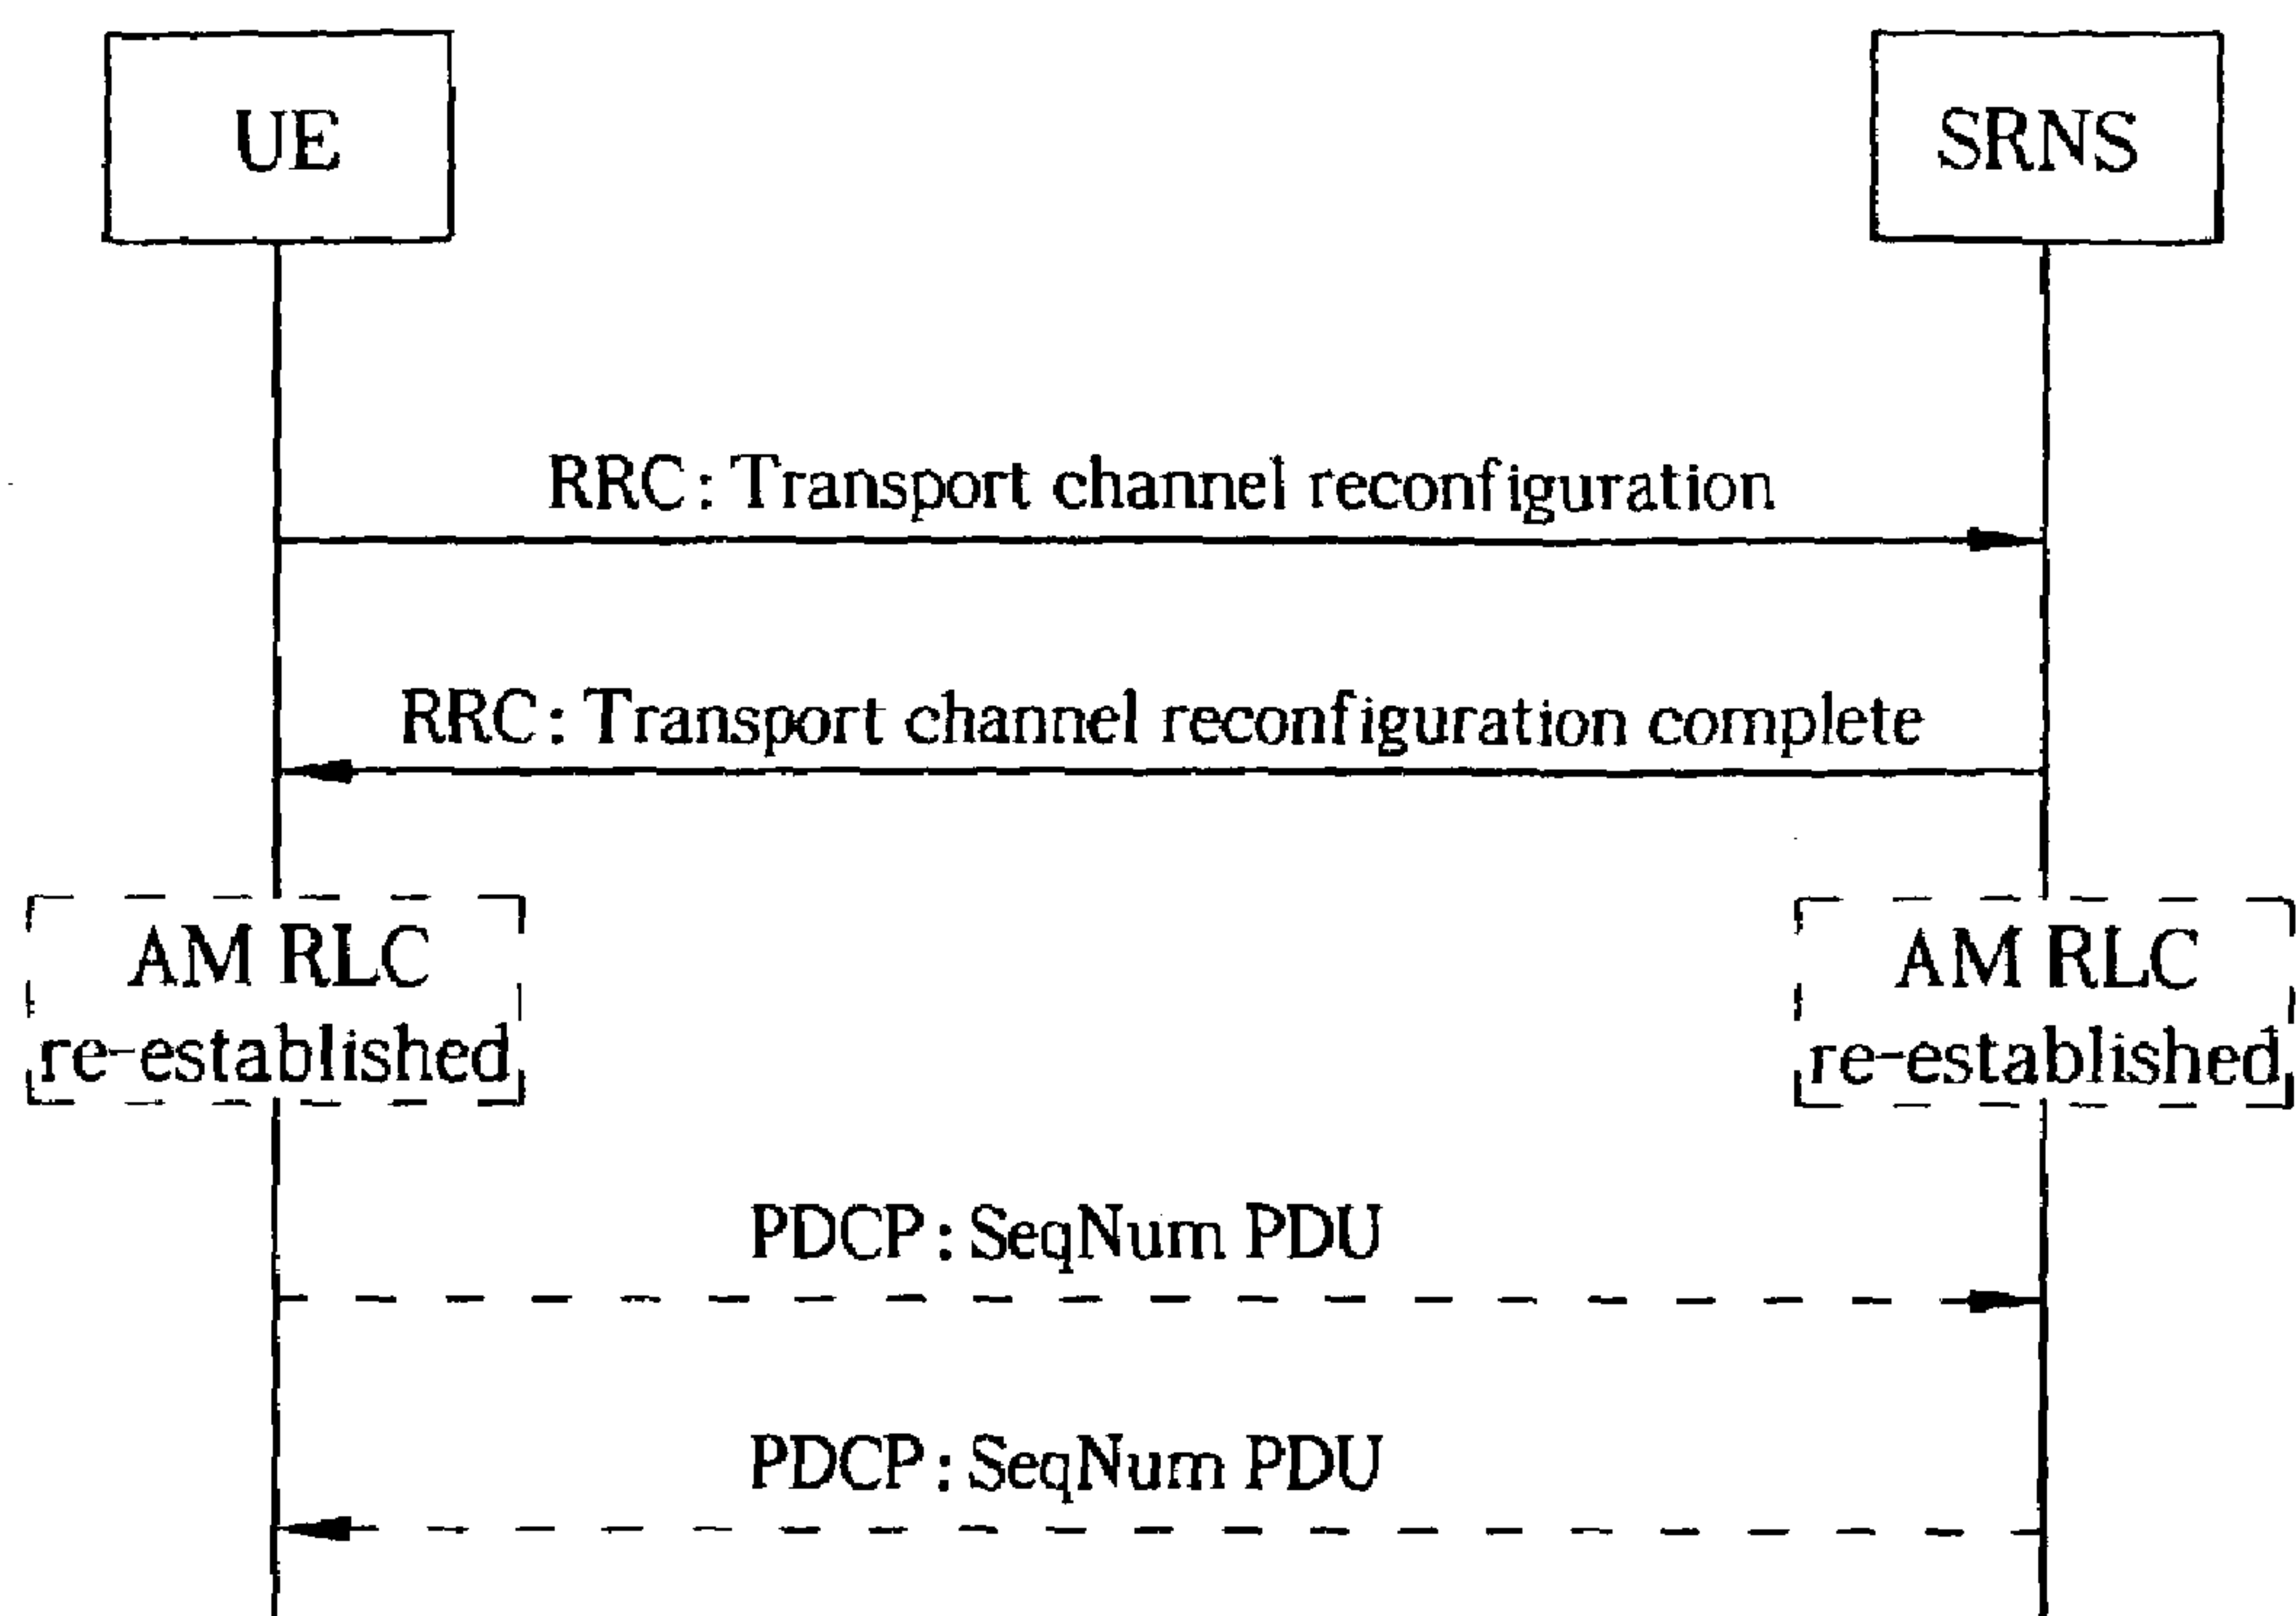 UE
SRNS
RRC: Transport channel reconfiguration
RRC: Transport channel reconfiguration complete
AM RLC
re-established
AM RLC
re-established
PDCP: SeqNum PDU
PDCP: SeqNum PDU